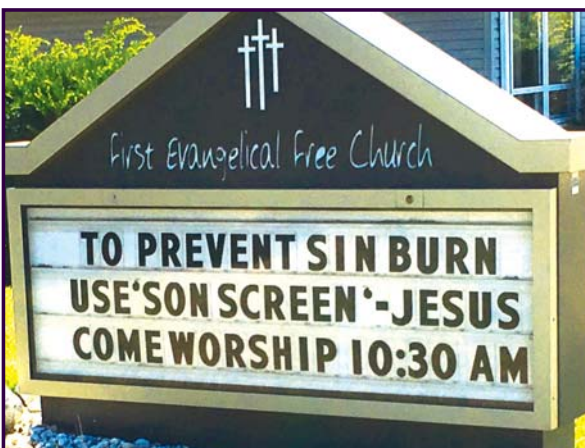 First Evangelical Free Church
TO PREVENT SIN BURN
USE‘SON SCREEN‘-JESUS
COME WORSHIP 10:30 AM